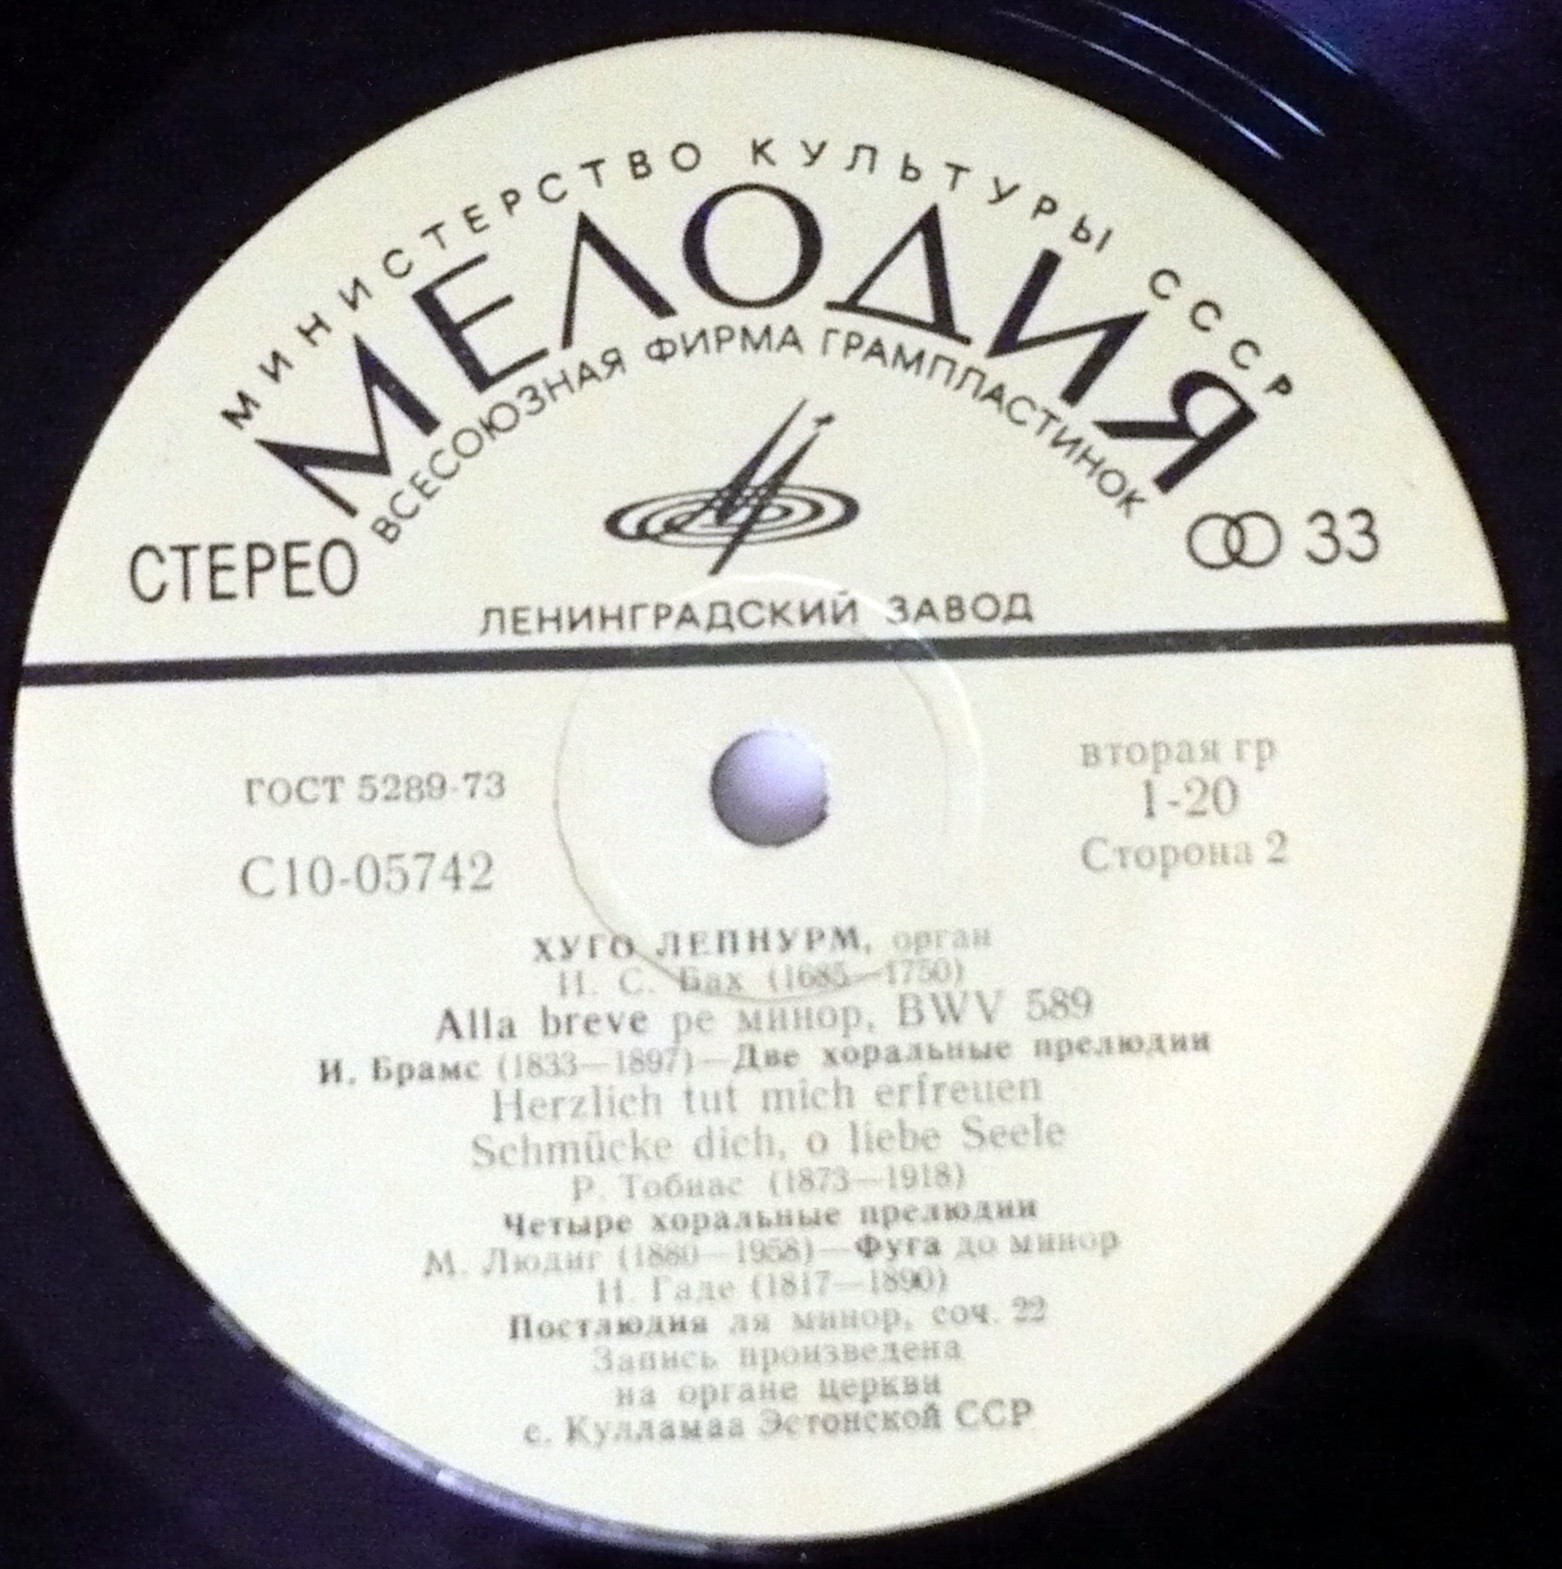 МИНИСТЕРСТВО КУЛЬТУРЫ СССР
МЕЛОДИЯ
ВСЕСОЮЗНАЯ ФИРМА ГРАМПЛАСТИНОК
СТЕРЕО
33
ЛЕНИНГРАДСКИЙ ЗАВОД
ГОСТ 5289-73
вторая гр
1-20
С10-05742
Сторона 2
ХУГО ЛЕПНУРМ, орган
И. С. Бах (1685—1750)
Alla breve ре минор, BWV 589
И. Брамс (1833—1897)—Две хоральные прелюдии
Herzlich tut mich erfreuen
Schmücke dich, o liebe Seele
Р. Тобиас (1873—1918)
Четыре хоральные прелюдии
М. Людиг (1880—1958)—Фуга до минор
Н. Гаде (1817—1890)
Постлюдия ля минор, соч. 22
Запись произведена
на органе церкви
с. Кулламаа Эстонской ССР